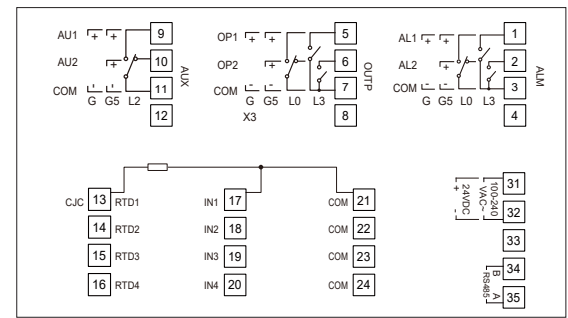 AU1 + + 9
AU2 + 10
COM - - 11
G G5 L2 12
AUX
OP1 + + 5
OP2 + 6
COM - - 7
G G5 L0 L3 8
X3
OUTP
AL1 + + 1
AL2 + 2
COM - - 3
G G5 L0 L3 4
ALM
CJC 13 RTD1
14 RTD2
15 RTD3
16 RTD4
IN1 17
IN2 18
IN3 19
IN4 20
COM 21
COM 22
COM 23
COM 24
+ - 24VDC
100-240 VAC~
31
32
33
34
35
B
A
RS485